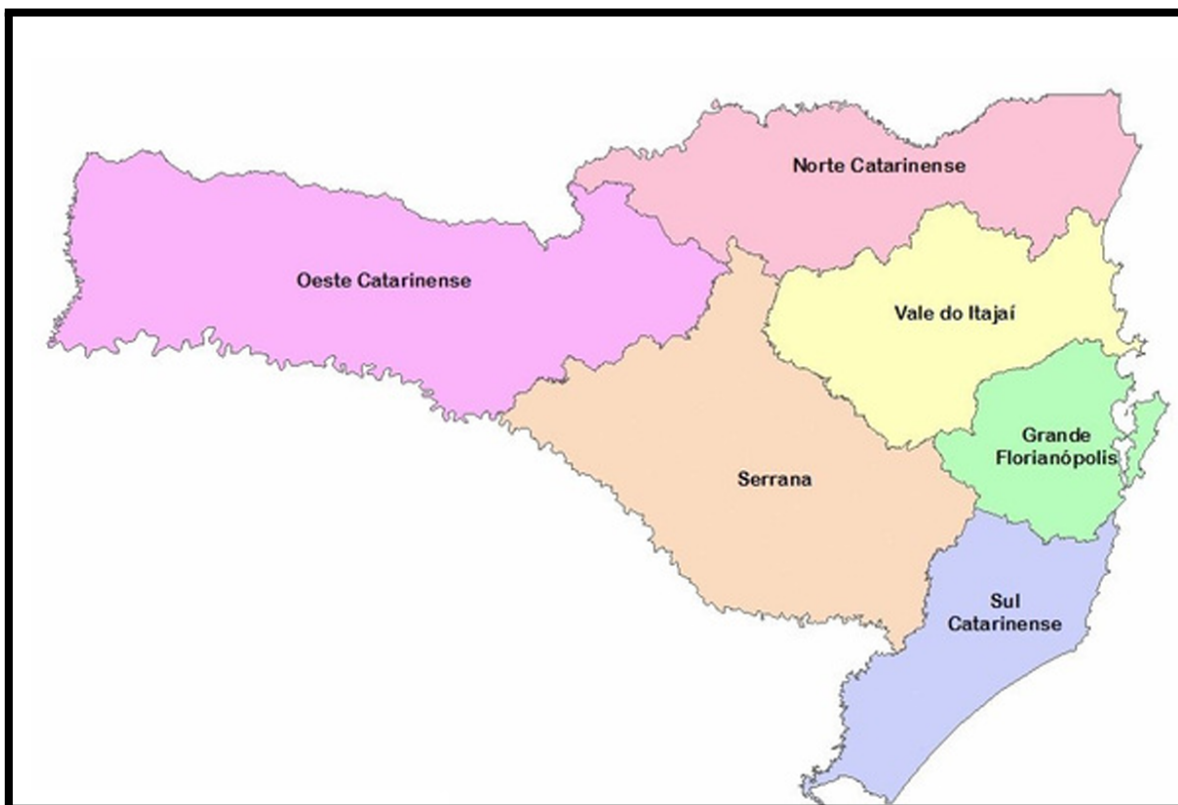 Norte Catarinense
Oeste Catarinense
Vale do Itajaí
Grande
Florianópolis
Serrana
Sul
Catarinense